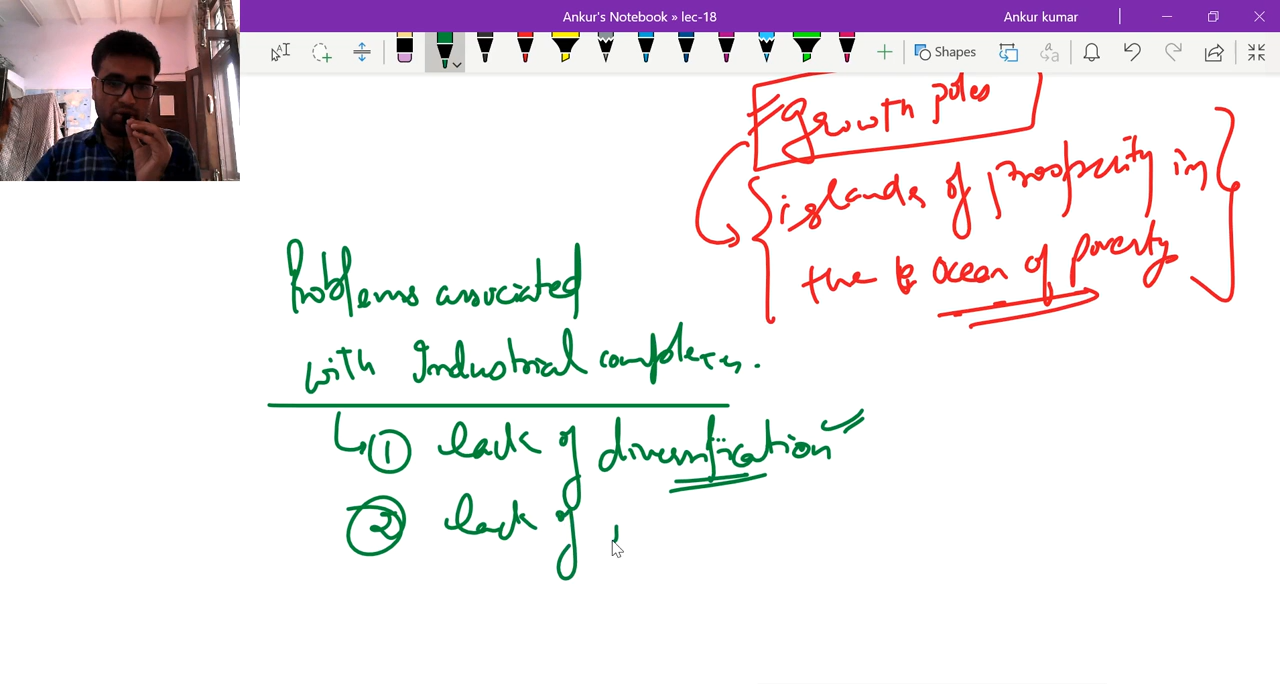 Ankur's Notebook » lec-18
Ankur kumar
Shapes
growth poles
islands of prosperity in
the ocean of poverty
Problems associated
with Industrial complexes.
① lack of diversification
② lack of